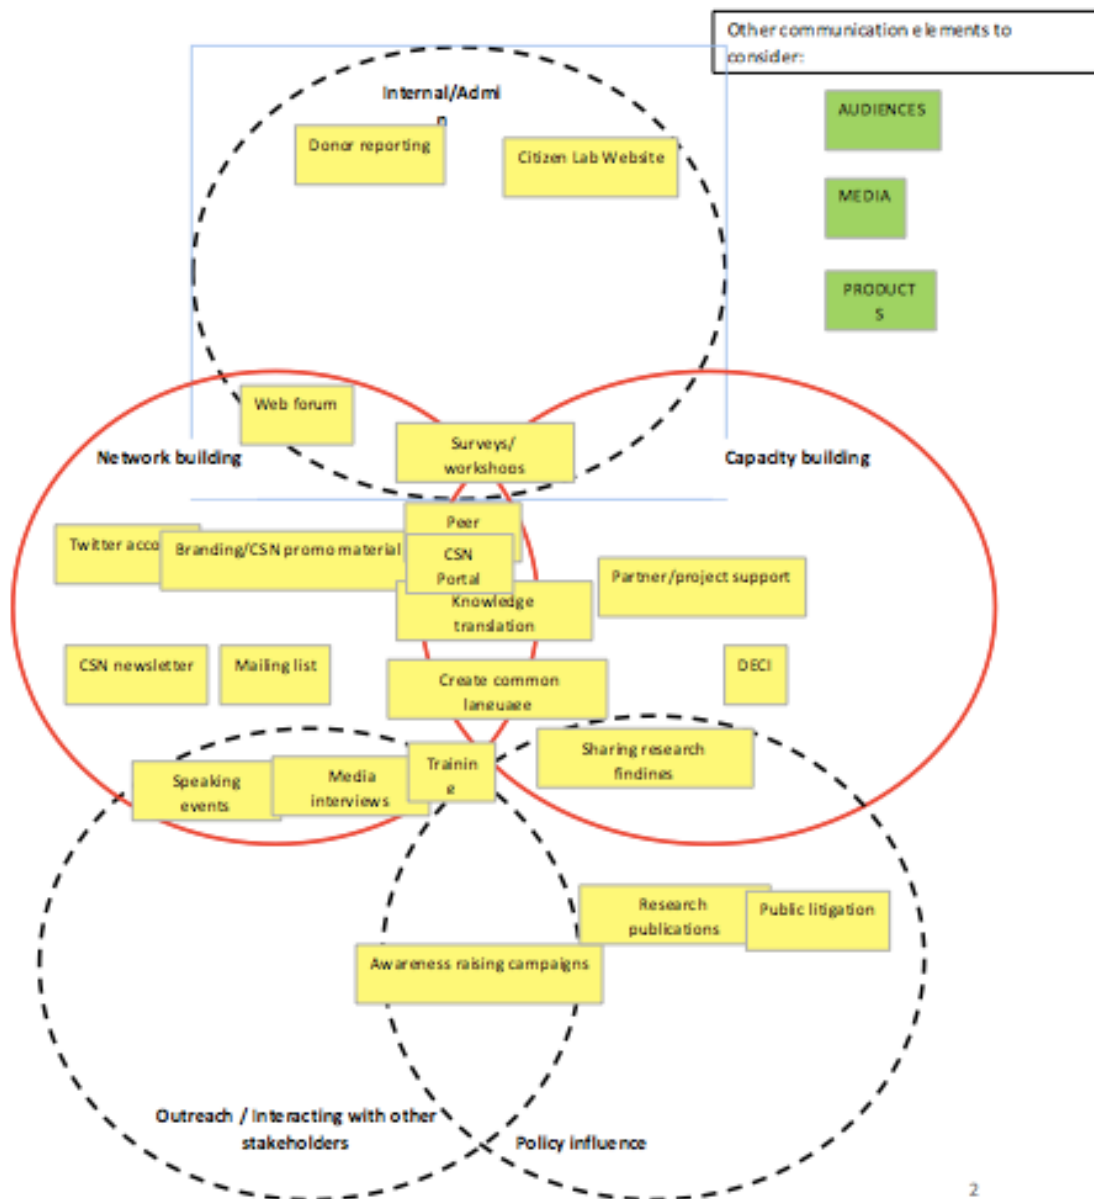 Other communication elements to
consider:
Internal/Admi
n
Donor reporting
Citizen Lab Website
AUDIENCES
MEDIA
PRODUCT
S
Web forum
Surveys/
workshops
Network building
Capacity building
Peer
Twitter acco
Branding/CSN promo material
CSN
Portal
Partner/project support
Knowledge
translation
CSN newsletter
Mailing list
DECI
Create common
language
Sharing research
findings
Trainin
g
Speaking
events
Media
interviews
Research
publications
Public litigation
Awareness raising campaigns
Outreach / Interacting with other
stakeholders
Policy influence
2